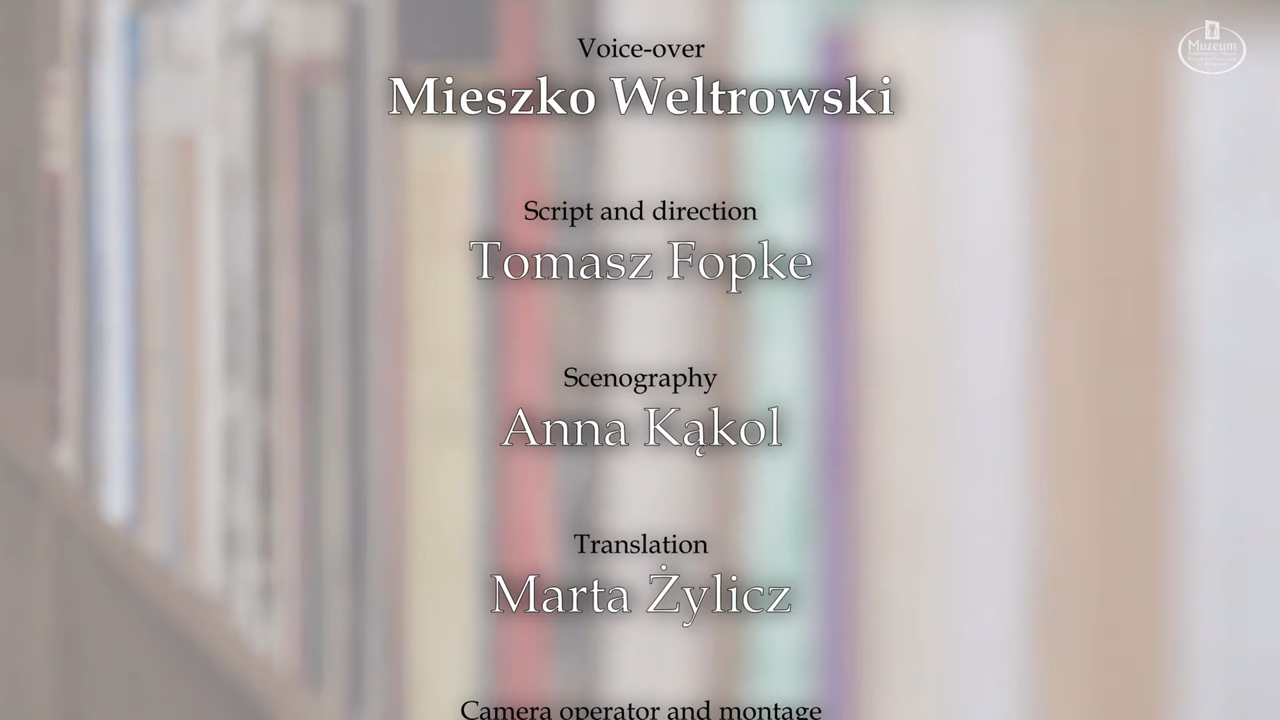 Voice-over
Mieszko Weltrowski
Muzeum
Script and direction
Tomasz Fopke
Scenography
Anna Kąkol
Translation
Marta Żylicz
Camera operator and montage